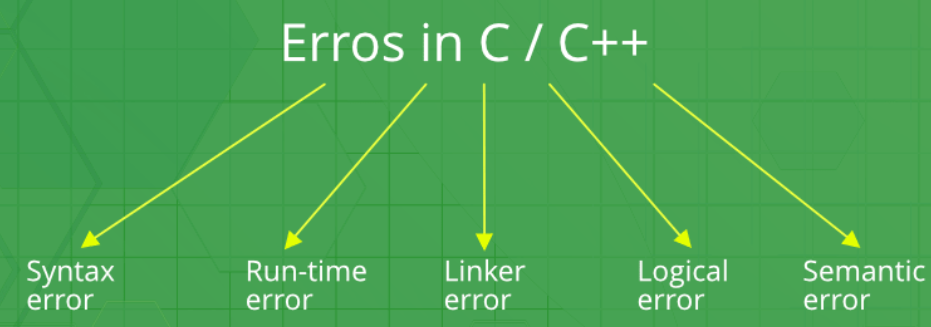 Erros in C / C++
Syntax
error
Run-time
error
Linker
error
Logical
error
Semantic
error